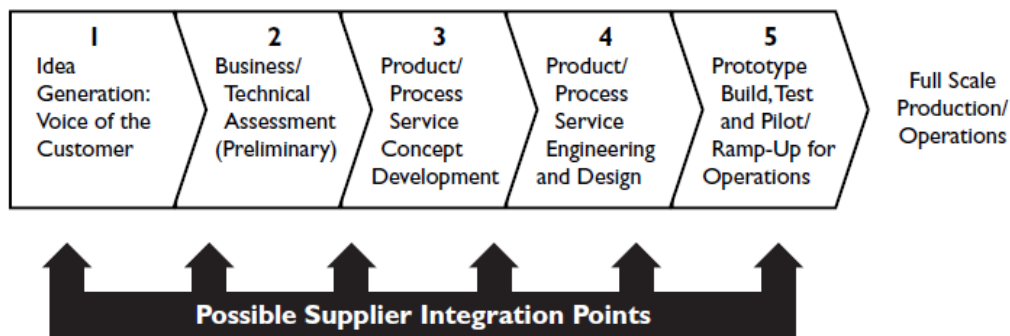 1
Idea
Generation:
Voice of the
Customer
2
Business/
Technical
Assessment
(Preliminary)
3
Product/
Process
Service
Concept
Development
4
Product/
Process
Service
Engineering
and Design
5
Prototype
Build, Test
and Pilot/
Ramp-Up for
Operations
Full Scale
Production/
Operations
Possible Supplier Integration Points